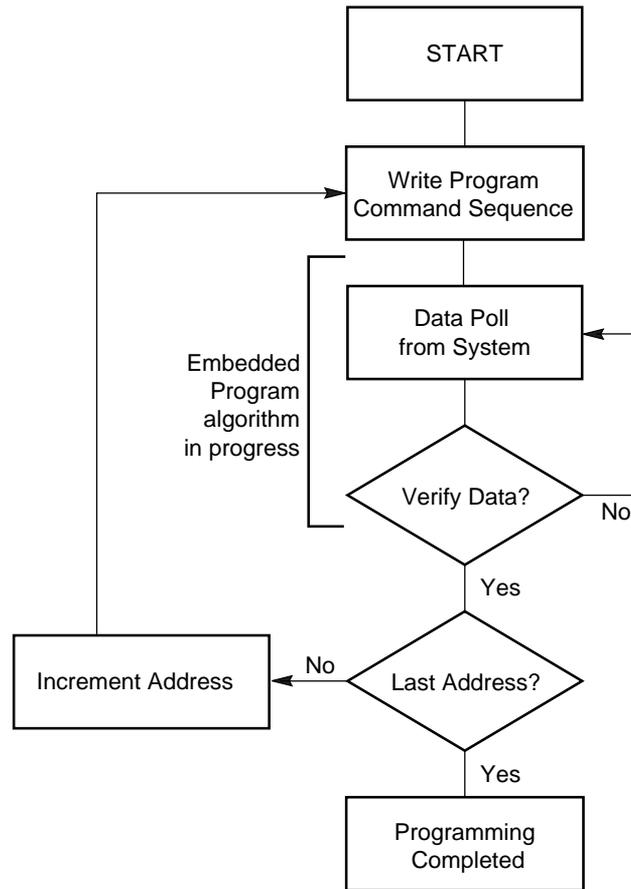 START
Write Program
Command Sequence
Data Poll
from System
Embedded
Program
algorithm
in progress
Verify Data?
No
Yes
Last Address?
No
Increment Address
Yes
Programming
Completed